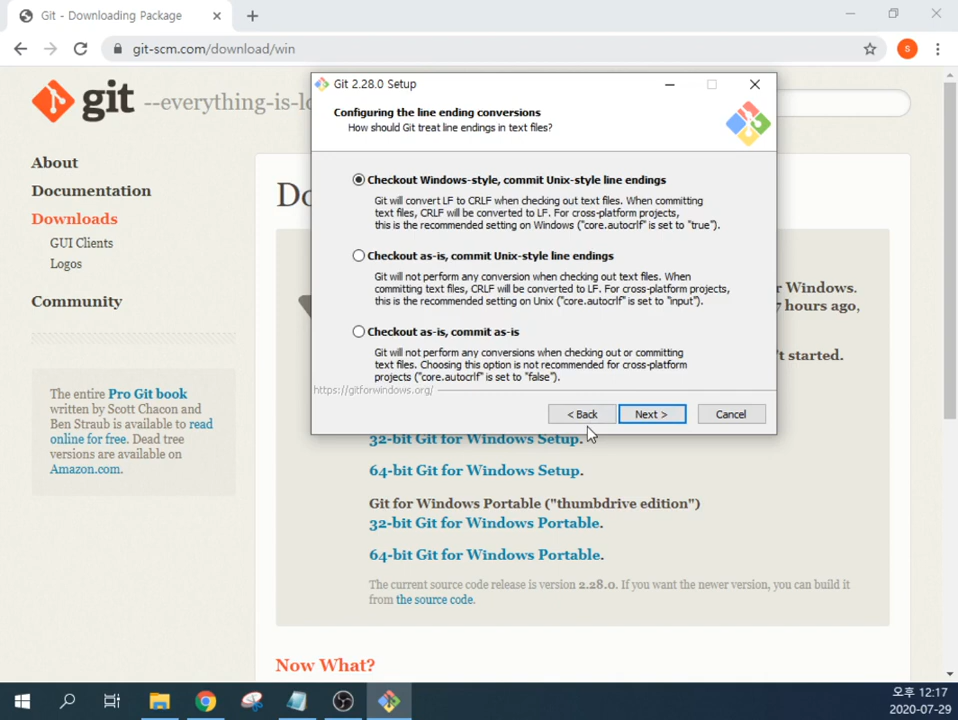 Git - Downloading Package
git-scm.com/download/win
S
git --everything-is-lo
About
Documentation
Downloads
GUI Clients
Logos
Community
The entire Pro Git book
written by Scott Chacon and
Ben Straub is available to read
online for free. Dead tree
versions are available on
Amazon.com.
Git 2.28.0 Setup
Configuring the line ending conversions
How should Git treat line endings in text files?
Checkout Windows-style, commit Unix-style line endings
Git will convert LF to CRLF when checking out text files. When committing
text files, CRLF will be converted to LF. For cross-platform projects,
this is the recommended setting on Windows ("core.autocrlf" is set to "true").
Checkout as-is, commit Unix-style line endings
Git will not perform any conversion when checking out text files. When
committing text files, CRLF will be converted to LF. For cross-platform projects,
this is the recommended setting on Unix ("core.autocrlf" is set to "input").
Checkout as-is, commit as-is
Git will not perform any conversions when checking out or committing
text files. Choosing this option is not recommended for cross-platform
projects ("core.autocrlf" is set to "false").
https://gitforwindows.org/
< Back
Next >
Cancel
Do
r Windows.
7 hours ago,
't started.
32-bit Git for Windows Setup.
64-bit Git for Windows Setup.
Git for Windows Portable ("thumbdrive edition")
32-bit Git for Windows Portable.
64-bit Git for Windows Portable.
The current source code release is version 2.28.0. If you want the newer version, you can build it
from the source code.
Now What?
오후 12:17
2020-07-29